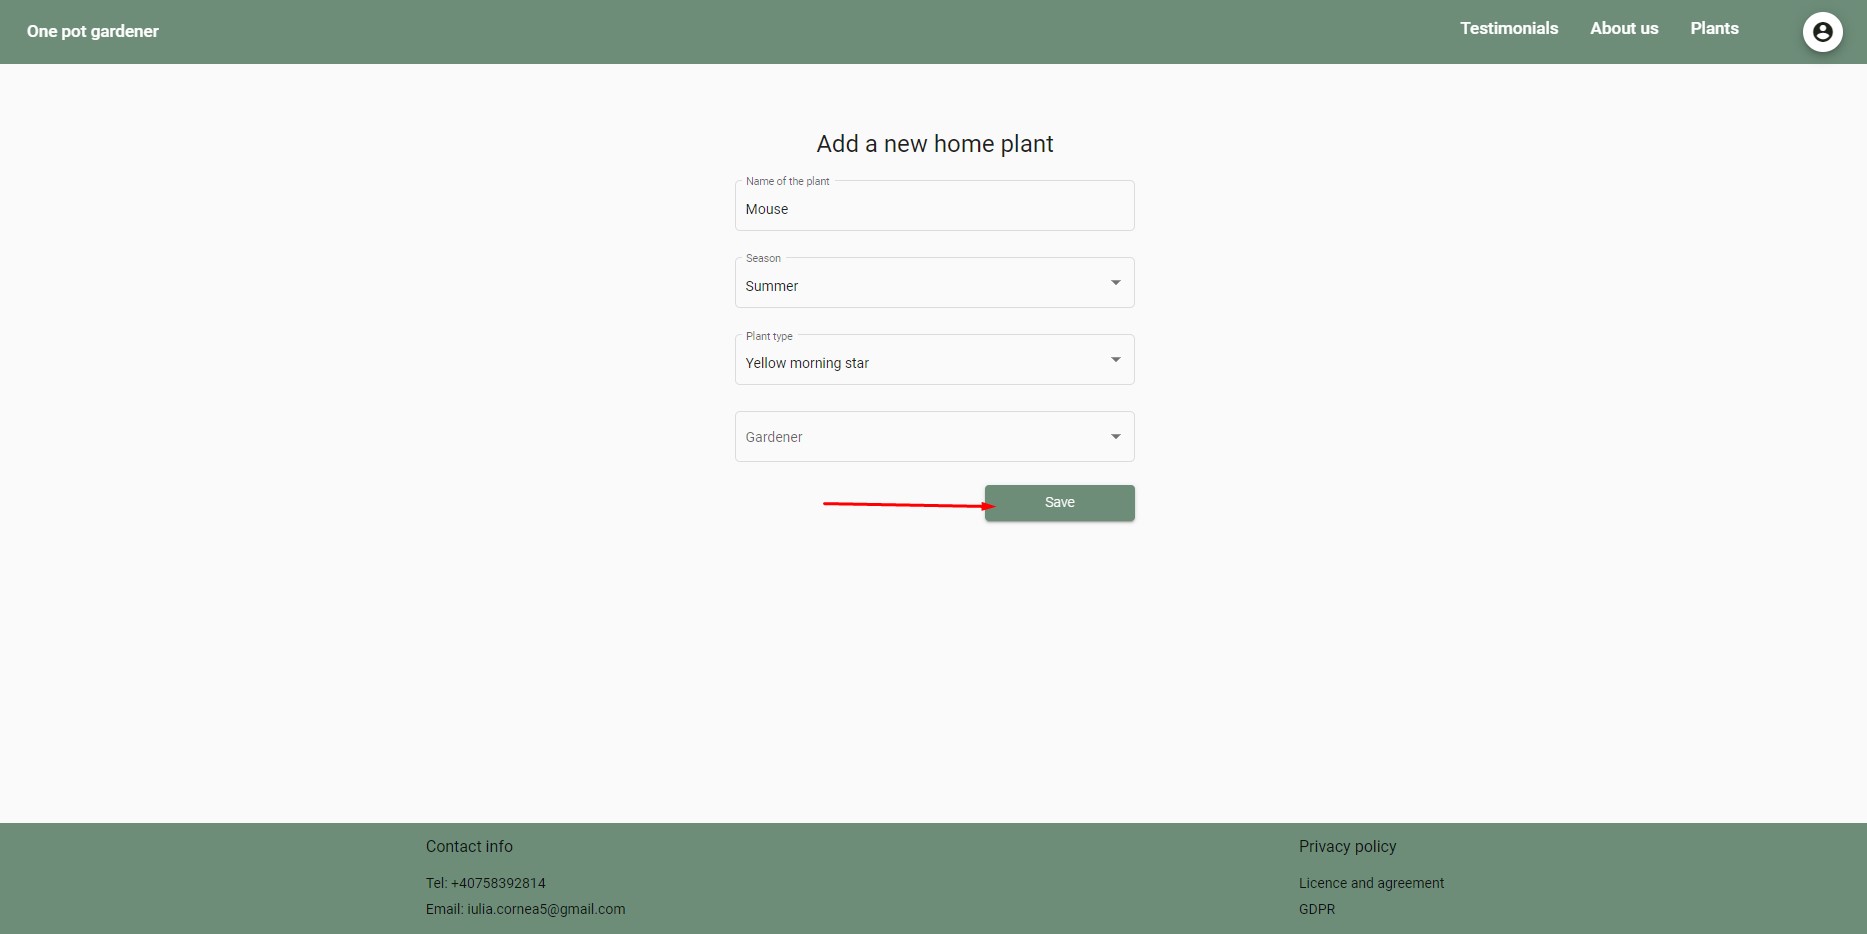 One pot gardener
Testimonials
About us
Plants
Add a new home plant
Name of the plant
Mouse
Season
Summer
Plant type
Yellow morning star
Gardener
Save
Contact info
Tel: +40758392814
Email: iulia.cornea5@gmail.com
Privacy policy
Licence and agreement
GDPR